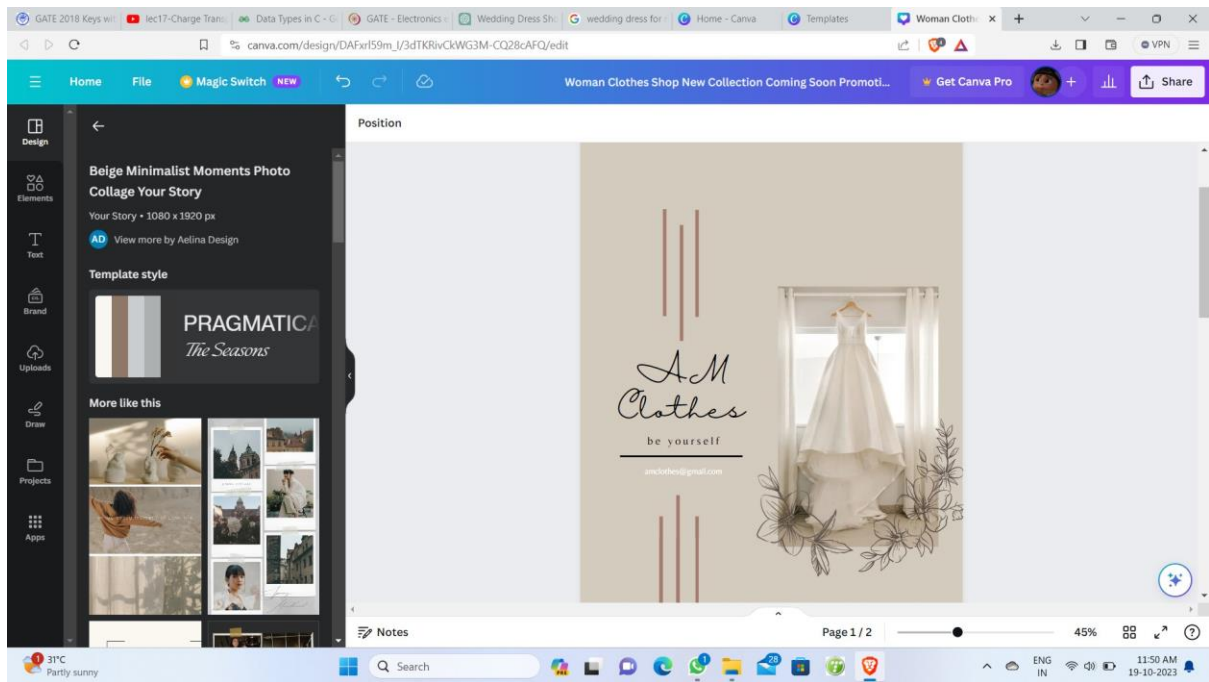 GATE 2018 Keys wit
lec17-Charge Trans
Data Types in C - G
GATE - Electronics
Wedding Dress Sho
wedding dress for
Home - Canva
Templates
Woman Cloth
canva.com/design/DAFxrl59m_I/3dTKRivCkWG3M-CQ28cAFQ/edit
VPN
Home
File
Magic Switch NEW
Woman Clothes Shop New Collection Coming Soon Promoti...
Get Canva Pro
Share
Design
Elements
Text
Brand
Uploads
Draw
Projects
Apps
Beige Minimalist Moments Photo
Collage Your Story
Your Story • 1080 x 1920 px
AD View more by Aelina Design
Template style
PRAGMATICA
The Seasons
More like this
Position
AM
Clothes
be yourself
amclothes@gmail.com
Notes
Page 1 / 2
45%
31°C
Partly sunny
Search
28
ENG
IN
11:50 AM
19-10-2023